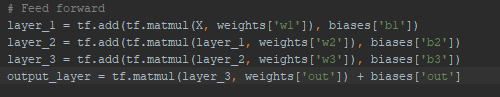 # Feed forward
layer_1 = tf.add(tf.matmul(X, weights['w1']), biases['b1'])
layer_2 = tf.add(tf.matmul(layer_1, weights['w2']), biases['b2'])
layer_3 = tf.add(tf.matmul(layer_2, weights['w3']), biases['b3'])
output_layer = tf.matmul(layer_3, weights['out']) + biases['out']